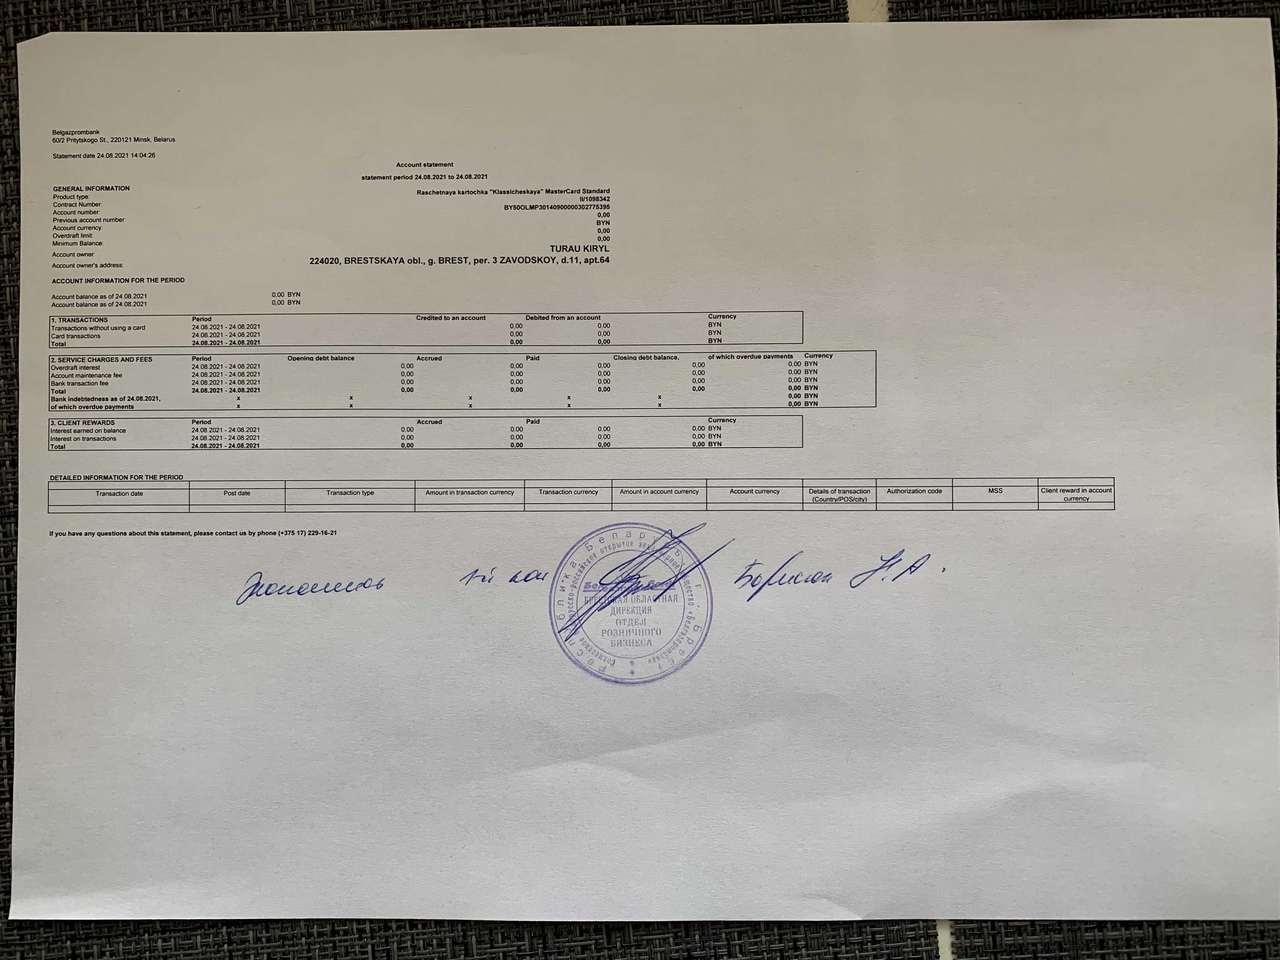 Belgazprombank
60/2 Pritytskogo St., 220121 Minsk, Belarus
Statement date 24.08.2021 14:04:26
Account statement
statement period 24.08.2021 to 24.08.2021
GENERAL INFORMATION
Product type: Raschetnaya kartochka "Klassicheskaya" MasterCard Standard
Contract Number: II/1098342
Account number: BY50OLMP30140900000302775395
Previous account number: 0,00
Account currency: BYN
Overdraft limit: 0,00
Minimum Balance: 0,00
Account owner: TURAU KIRYL
Account owner's address: 224020, BRESTSKAYA obl., g. BREST, per. 3 ZAVODSKOY, d.11, apt.64
ACCOUNT INFORMATION FOR THE PERIOD
Account balance as of 24.08.2021 0,00 BYN
Account balance as of 24.08.2021 0,00 BYN
1. TRANSACTIONS Period Credited to an account Debited from an account Currency
Transactions without using a card 24.08.2021 - 24.08.2021 0,00 0,00 BYN
Card transactions 24.08.2021 - 24.08.2021 0,00 0,00 BYN
Total 24.08.2021 - 24.08.2021 0,00 0,00 BYN
2. SERVICE CHARGES AND FEES Period Opening debt balance Accrued Paid Closing debt balance, of which overdue payments Currency
Overdraft interest 24.08.2021 - 24.08.2021 0,00 0,00 0,00 0,00 0,00 BYN
Account maintenance fee 24.08.2021 - 24.08.2021 0,00 0,00 0,00 0,00 0,00 BYN
Bank transaction fee 24.08.2021 - 24.08.2021 0,00 0,00 0,00 0,00 0,00 BYN
Total 24.08.2021 - 24.08.2021 0,00 0,00 0,00 0,00 0,00 BYN
Bank indebtedness as of 24.08.2021, x x x x x 0,00 BYN
of which overdue payments x x x x x 0,00 BYN
3. CLIENT REWARDS Period Accrued Paid Currency
Interest earned on balance 24.08.2021 - 24.08.2021 0,00 0,00 0,00 BYN
Interest on transactions 24.08.2021 - 24.08.2021 0,00 0,00 0,00 BYN
Total 24.08.2021 - 24.08.2021 0,00 0,00 0,00 BYN
DETAILED INFORMATION FOR THE PERIOD
Transaction date Post date Transaction type Amount in transaction currency Transaction currency Amount in account currency Account currency Details of transaction (Country/POS/city) Authorization code MSS Client reward in account currency
If you have any questions about this statement, please contact us by phone (+375 17) 229-16-21
Н.А.
Республика Беларусь г. Брест
БРЕСТСКАЯ ОБЛАСТНАЯ
ДИРЕКЦИЯ
ОТДЕЛ
РОЗНИЧНОГО
БИЗНЕСА